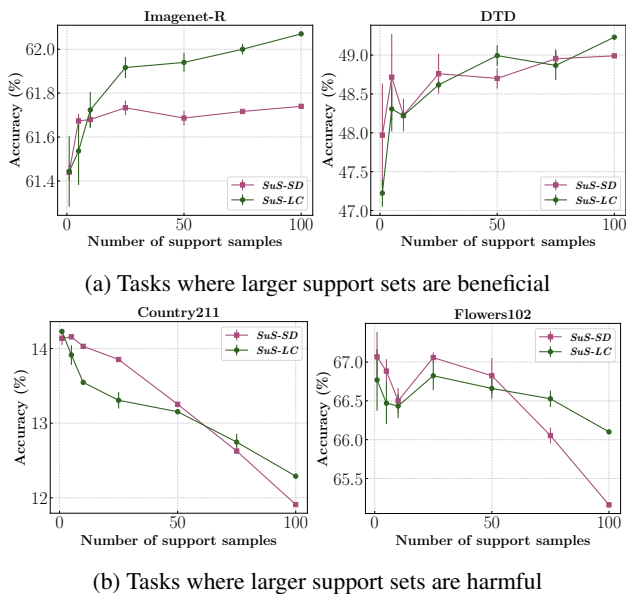 Imagenet-R
Accuracy (%)
62.0
61.8
61.6
61.4
0
50
100
Number of support samples
SuS-SD
SuS-LC
DTD
Accuracy (%)
49.0
48.5
48.0
47.5
47.0
0
50
100
Number of support samples
SuS-SD
SuS-LC
(a) Tasks where larger support sets are beneficial
Country211
Accuracy (%)
14
13
12
0
50
100
Number of support samples
SuS-SD
SuS-LC
Flowers102
Accuracy (%)
67.0
66.5
66.0
65.5
0
50
100
Number of support samples
SuS-SD
SuS-LC
(b) Tasks where larger support sets are harmful